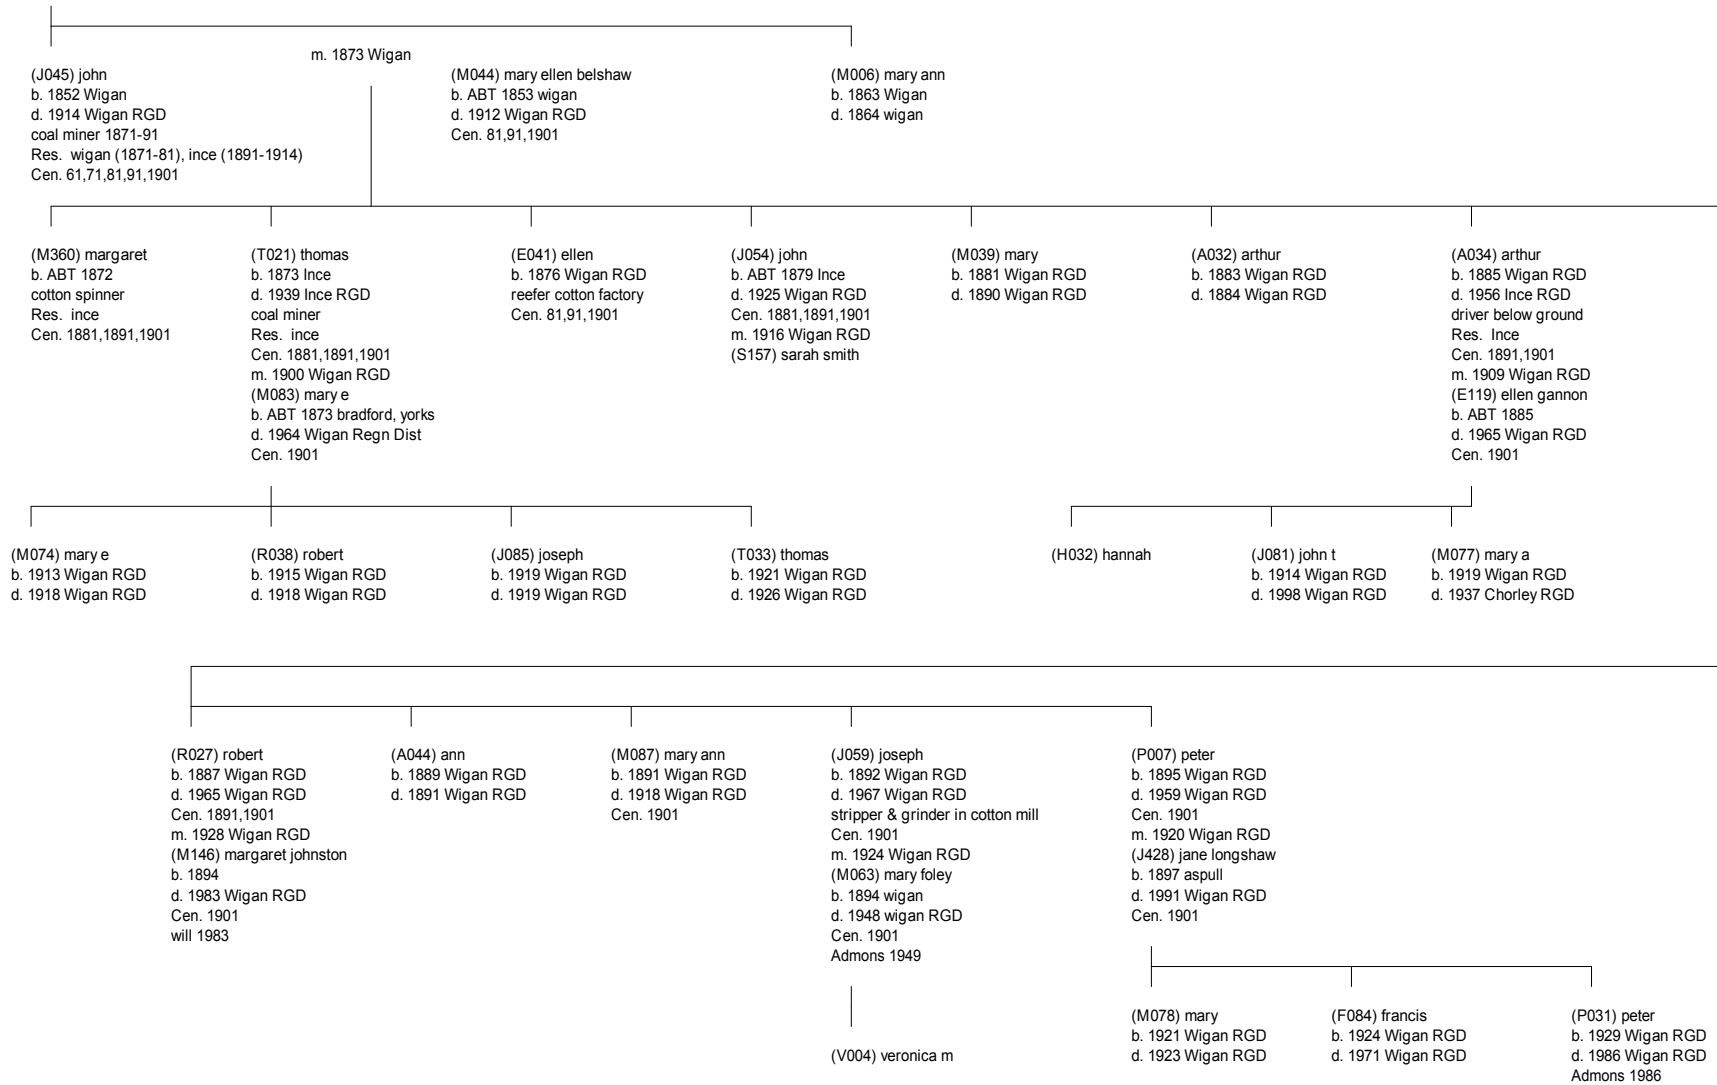 m. 1873 Wigan
(J045) john
b. 1852 Wigan
d. 1914 Wigan RGD
coal miner 1871-91
Res.  wigan (1871-81), ince (1891-1914)
Cen. 61,71,81,91,1901
(M044) mary ellen belshaw
b. ABT 1853 wigan
d. 1912 Wigan RGD
Cen. 81,91,1901
(M006) mary ann
b. 1863 Wigan
d. 1864 wigan
(M360) margaret
b. ABT 1872
cotton spinner
Res.  ince
Cen. 1881,1891,1901
(T021) thomas
b. 1873 Ince
d. 1939 Ince RGD
coal miner
Res.  ince
Cen. 1881,1891,1901
m. 1900 Wigan RGD
(M083) mary e
b. ABT 1873 bradford, yorks
d. 1964 Wigan Regn Dist
Cen. 1901
(E041) ellen
b. 1876 Wigan RGD
reefer cotton factory
Cen. 81,91,1901
(J054) john
b. ABT 1879 Ince
d. 1925 Wigan RGD
Cen. 1881,1891,1901
m. 1916 Wigan RGD
(S157) sarah smith
(M039) mary
b. 1881 Wigan RGD
d. 1890 Wigan RGD
(A032) arthur
b. 1883 Wigan RGD
d. 1884 Wigan RGD
(A034) arthur
b. 1885 Wigan RGD
d. 1956 Ince RGD
driver below ground
Res.  Ince
Cen. 1891,1901
m. 1909 Wigan RGD
(E119) ellen gannon
b. ABT 1885
d. 1965 Wigan RGD
Cen. 1901
(M074) mary e
b. 1913 Wigan RGD
d. 1918 Wigan RGD
(R038) robert
b. 1915 Wigan RGD
d. 1918 Wigan RGD
(J085) joseph
b. 1919 Wigan RGD
d. 1919 Wigan RGD
(T033) thomas
b. 1921 Wigan RGD
d. 1926 Wigan RGD
(H032) hannah
(J081) john t
b. 1914 Wigan RGD
d. 1998 Wigan RGD
(M077) mary a
b. 1919 Wigan RGD
d. 1937 Chorley RGD
(R027) robert
b. 1887 Wigan RGD
d. 1965 Wigan RGD
Cen. 1891,1901
m. 1928 Wigan RGD
(M146) margaret johnston
b. 1894
d. 1983 Wigan RGD
Cen. 1901
will 1983
(A044) ann
b. 1889 Wigan RGD
d. 1891 Wigan RGD
(M087) mary ann
b. 1891 Wigan RGD
d. 1918 Wigan RGD
Cen. 1901
(J059) joseph
b. 1892 Wigan RGD
d. 1967 Wigan RGD
stripper & grinder in cotton mill
Cen. 1901
m. 1924 Wigan RGD
(M063) mary foley
b. 1894 wigan
d. 1948 wigan RGD
Cen. 1901
Admons 1949
(P007) peter
b. 1895 Wigan RGD
d. 1959 Wigan RGD
Cen. 1901
m. 1920 Wigan RGD
(J428) jane longshaw
b. 1897 aspull
d. 1991 Wigan RGD
Cen. 1901
(V004) veronica m
(M078) mary
b. 1921 Wigan RGD
d. 1923 Wigan RGD
(F084) francis
b. 1924 Wigan RGD
d. 1971 Wigan RGD
(P031) peter
b. 1929 Wigan RGD
d. 1986 Wigan RGD
Admons 1986